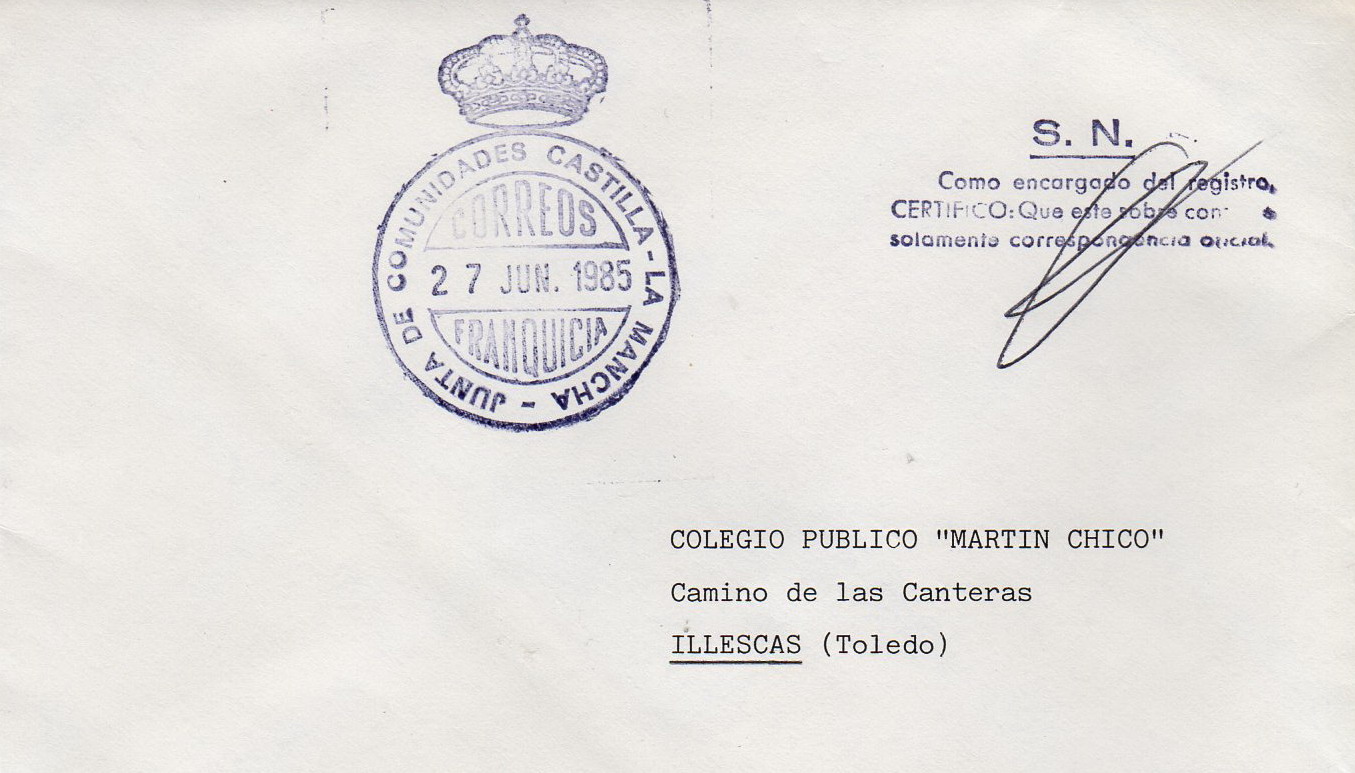 JUNTA DE COMUNIDADES CASTILLA - LA MANCHA -
CORREOS
27 JUN. 1985
FRANQUICIA
S. N.
Como encargado del registro,
CERTIFICO: Que este sobre
solamente correspondencia oficial.
COLEGIO PUBLICO "MARTIN CHICO"
Camino de las Canteras
ILLESCAS (Toledo)